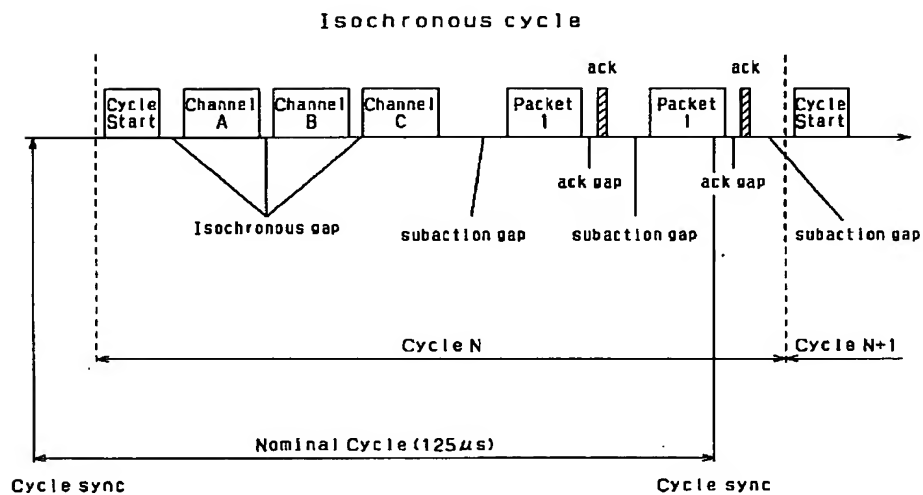 Isochronous cycle
ack
ack
Cycle
Start
Channel
A
Channel
B
Channel
C
Packet
1
Packet
1
Cycle
Start
ack gap
ack gap
Isochronous gap
subaction gap
subaction gap
subaction gap
Cycle N
Cycle N+1
Nominal Cycle (125μs)
Cycle sync
Cycle sync